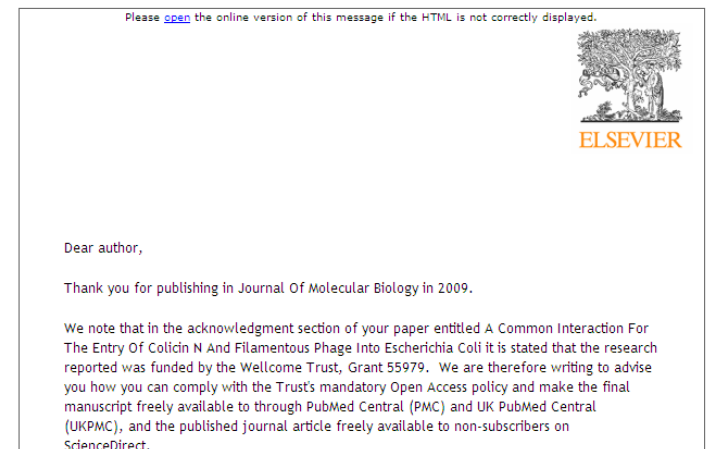 Please open the online version of this message if the HTML is not correctly displayed.
ELSEVIER
Dear author,
Thank you for publishing in Journal Of Molecular Biology in 2009.
We note that in the acknowledgment section of your paper entitled A Common Interaction For
The Entry Of Colicin N And Filamentous Phage Into Escherichia Coli it is stated that the research
reported was funded by the Wellcome Trust, Grant 55979. We are therefore writing to advise
you how you can comply with the Trust's mandatory Open Access policy and make the final
manuscript freely available to through PubMed Central (PMC) and UK PubMed Central
(UKPMC), and the published journal article freely available to non-subscribers on
ScienceDirect.